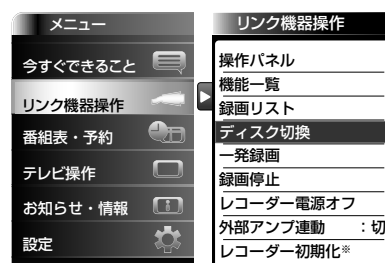 メニュー
今すぐできること
リンク機器操作
番組表・予約
テレビ操作
お知らせ・情報
設定
リンク機器操作
操作パネル
機能一覧
録画リスト
ディスク切換
一発録画
録画停止
レコーダー電源オフ
外部アンプ連動　：切
レコーダー初期化※